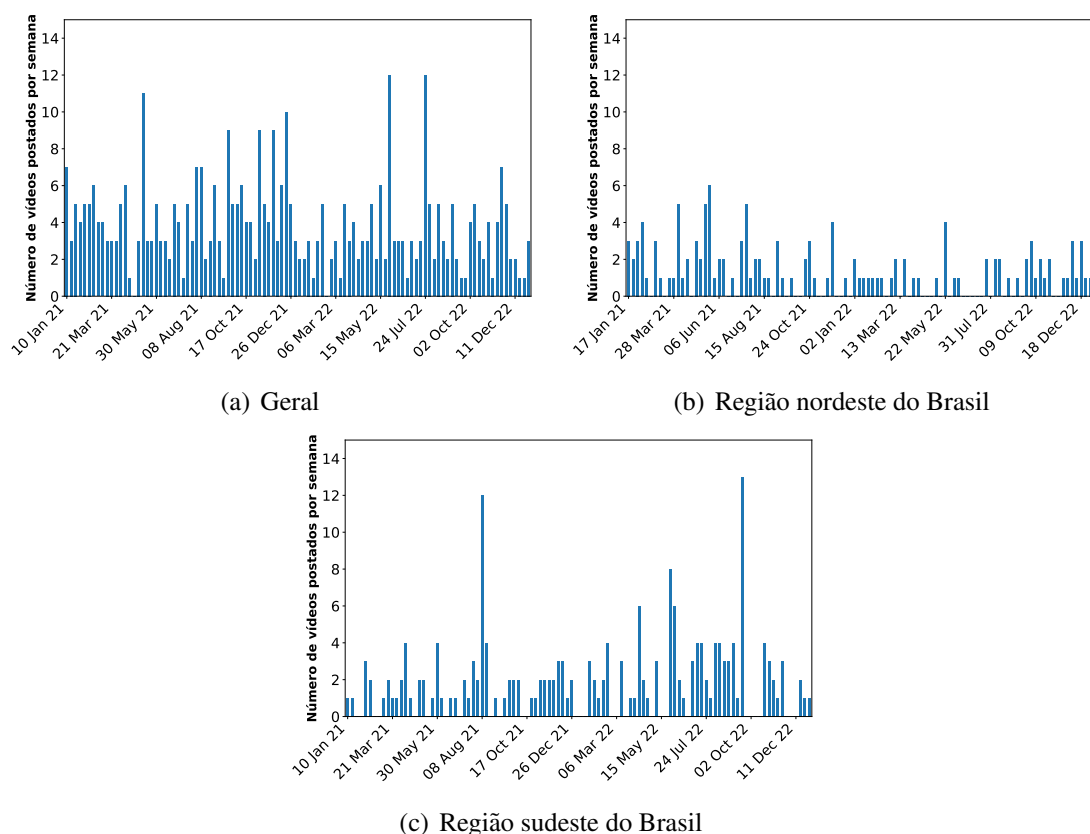 Número de vídeos postados por semana
14
12
10
8
6
4
2
0
10 Jan 21
21 Mar 21
30 May 21
08 Aug 21
17 Oct 21
26 Dec 21
06 Mar 22
15 May 22
24 Jul 22
02 Oct 22
11 Dec 22
(a) Geral
Número de vídeos postados por semana
14
12
10
8
6
4
2
0
17 Jan 21
28 Mar 21
06 Jun 21
15 Aug 21
24 Oct 21
02 Jan 22
13 Mar 22
22 May 22
31 Jul 22
09 Oct 22
18 Dec 22
(b) Região nordeste do Brasil
Número de vídeos postados por semana
14
12
10
8
6
4
2
0
10 Jan 21
21 Mar 21
30 May 21
08 Aug 21
17 Oct 21
26 Dec 21
06 Mar 22
15 May 22
24 Jul 22
02 Oct 22
11 Dec 22
(c) Região sudeste do Brasil